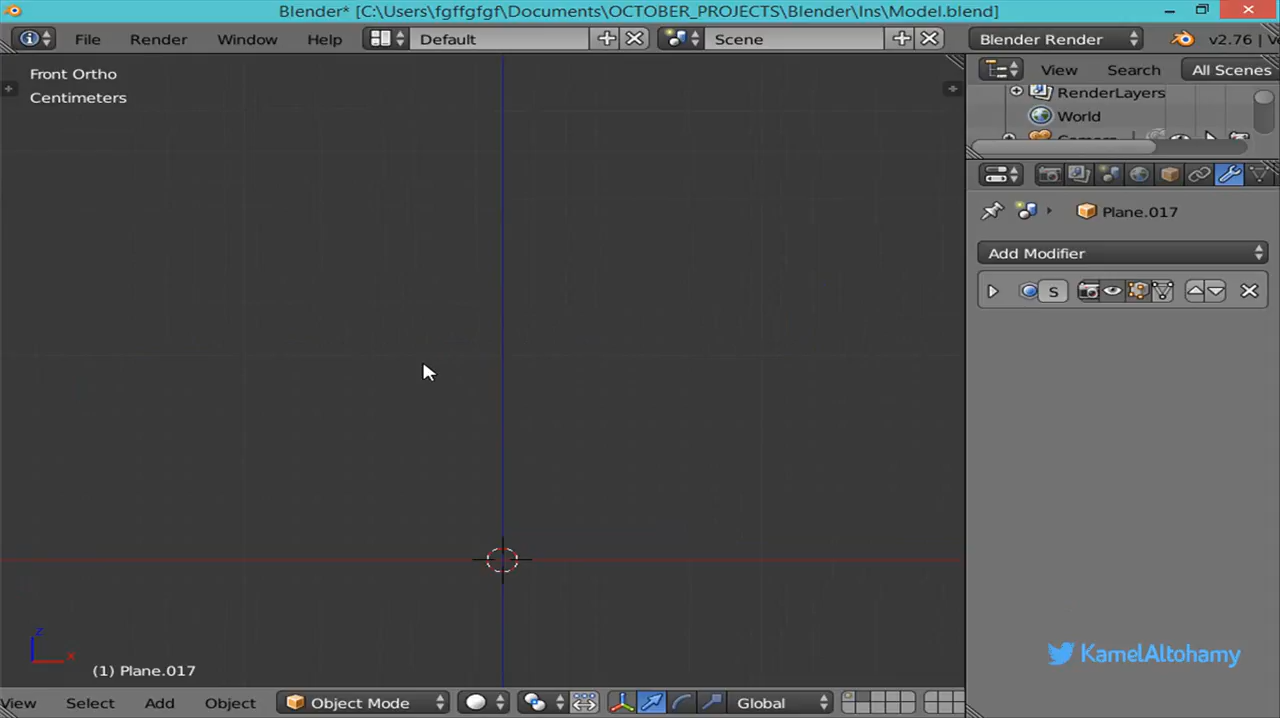 Blender* [C:\Users\fgffgfgf\Documents\OCTOBER_PROJECTS\Blender\Ins\Model.blend]
File Render Window Help Default Scene Blender Render v2.76 |
Front Ortho
Centimeters
View Search All Scenes
RenderLayers
World
Camera
Plane.017
Add Modifier
S
KamelAltohamy
z
x
(1) Plane.017
View Select Add Object Object Mode Global